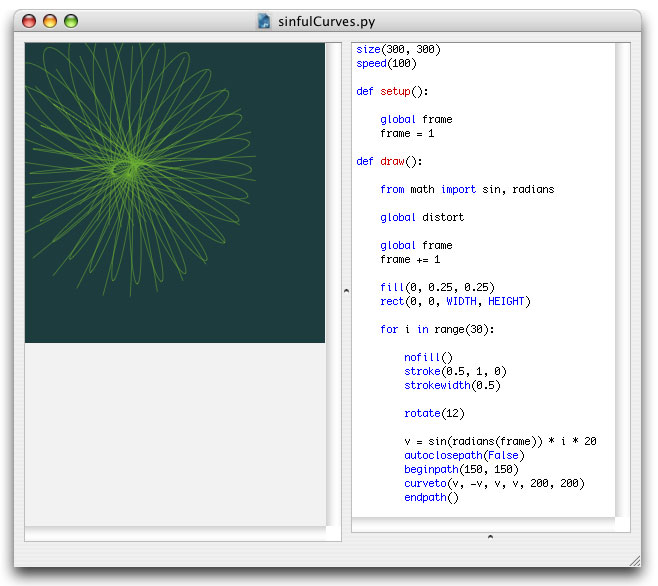 sinfulCurves.py
size(300, 300)
speed(100)
def setup():
global frame
frame = 1
def draw():
from math import sin, radians
global distort
global frame
frame += 1
fill(0, 0.25, 0.25)
rect(0, 0, WIDTH, HEIGHT)
for i in range(30):
nofill()
stroke(0.5, 1, 0)
strokewidth(0.5)
rotate(12)
v = sin(radians(frame)) * i * 20
autoclosepath(False)
beginpath(150, 150)
curveto(v, -v, v, v, 200, 200)
endpath()